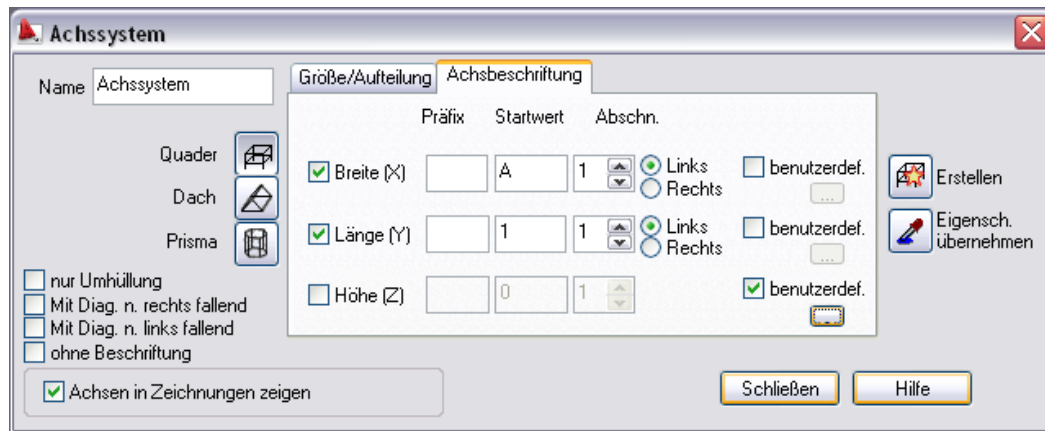 Achssystem
Name Achssystem
Größe/Aufteilung Achsbeschriftung
Präfix Startwert Abschn.
Quader
Dach
Prisma
Breite (X) A 1 Links
Rechts
benutzerdef.
...
Länge (Y) 1 1 Links
Rechts
benutzerdef.
...
Höhe (Z) 0 1
benutzerdef.
...
Erstellen
Eigensch.
übernehmen
nur Umhüllung
Mit Diag. n. rechts fallend
Mit Diag. n. links fallend
ohne Beschriftung
Achsen in Zeichnungen zeigen
Schließen Hilfe